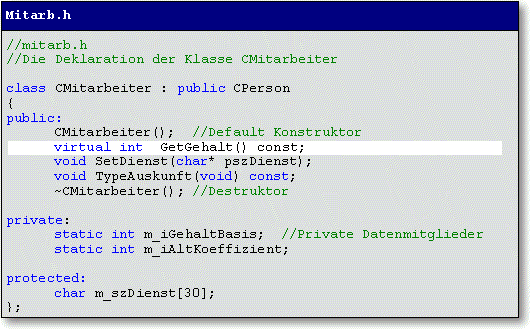 Mitarb.h
//mitarb.h
//Die Deklaration der Klasse CMitarbeiter
class CMitarbeiter : public CPerson
{
public:
CMitarbeiter(); //Default Konstruktor
virtual int GetGehalt() const;
void SetDienst(char* pszDienst);
void TypeAuskunft(void) const;
~CMitarbeiter(); //Destruktor
private:
static int m_iGehaltBasis; //Private Datenmitglieder
static int m_iAltKoeffizient;
protected:
char m_szDienst[30];
};